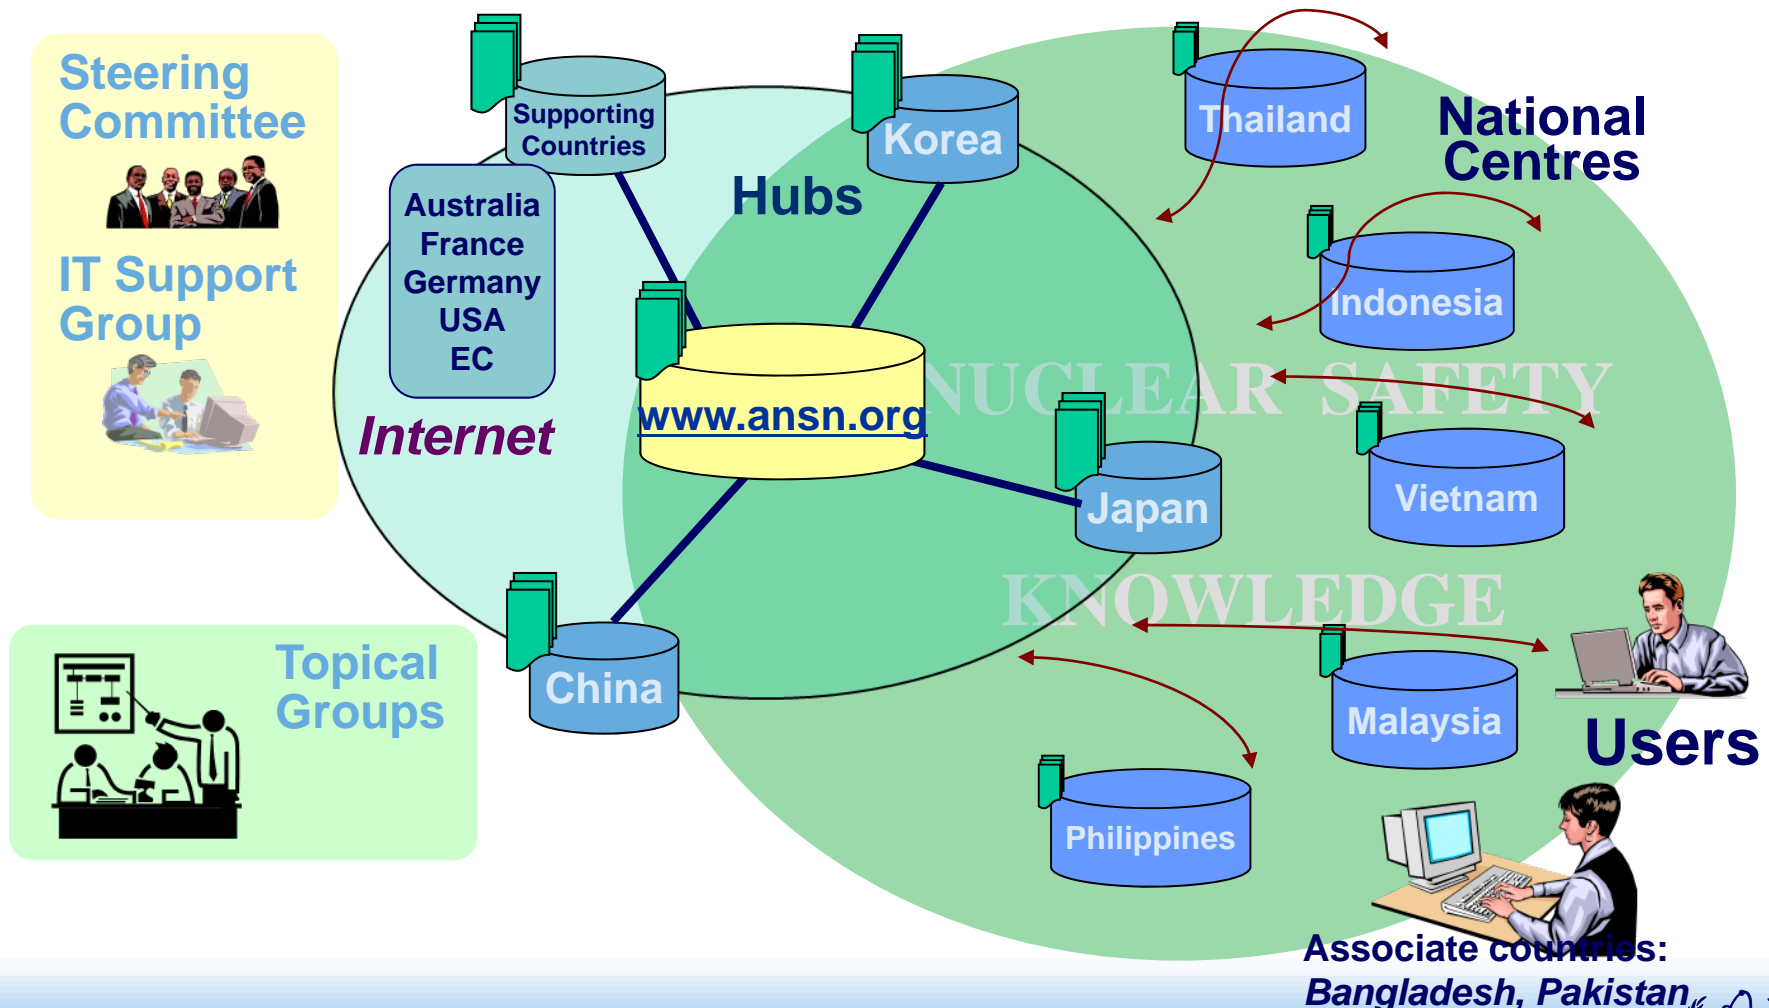 Steering
Committee
IT Support
Group
Topical
Groups
Supporting
Countries
Australia
France
Germany
USA
EC
Internet
Hubs
Korea
www.ansn.org
Japan
China
NUCLEAR SAFETY
KNOWLEDGE
National
Centres
Thailand
Indonesia
Vietnam
Malaysia
Philippines
Users
Associate countries:
Bangladesh, Pakistan